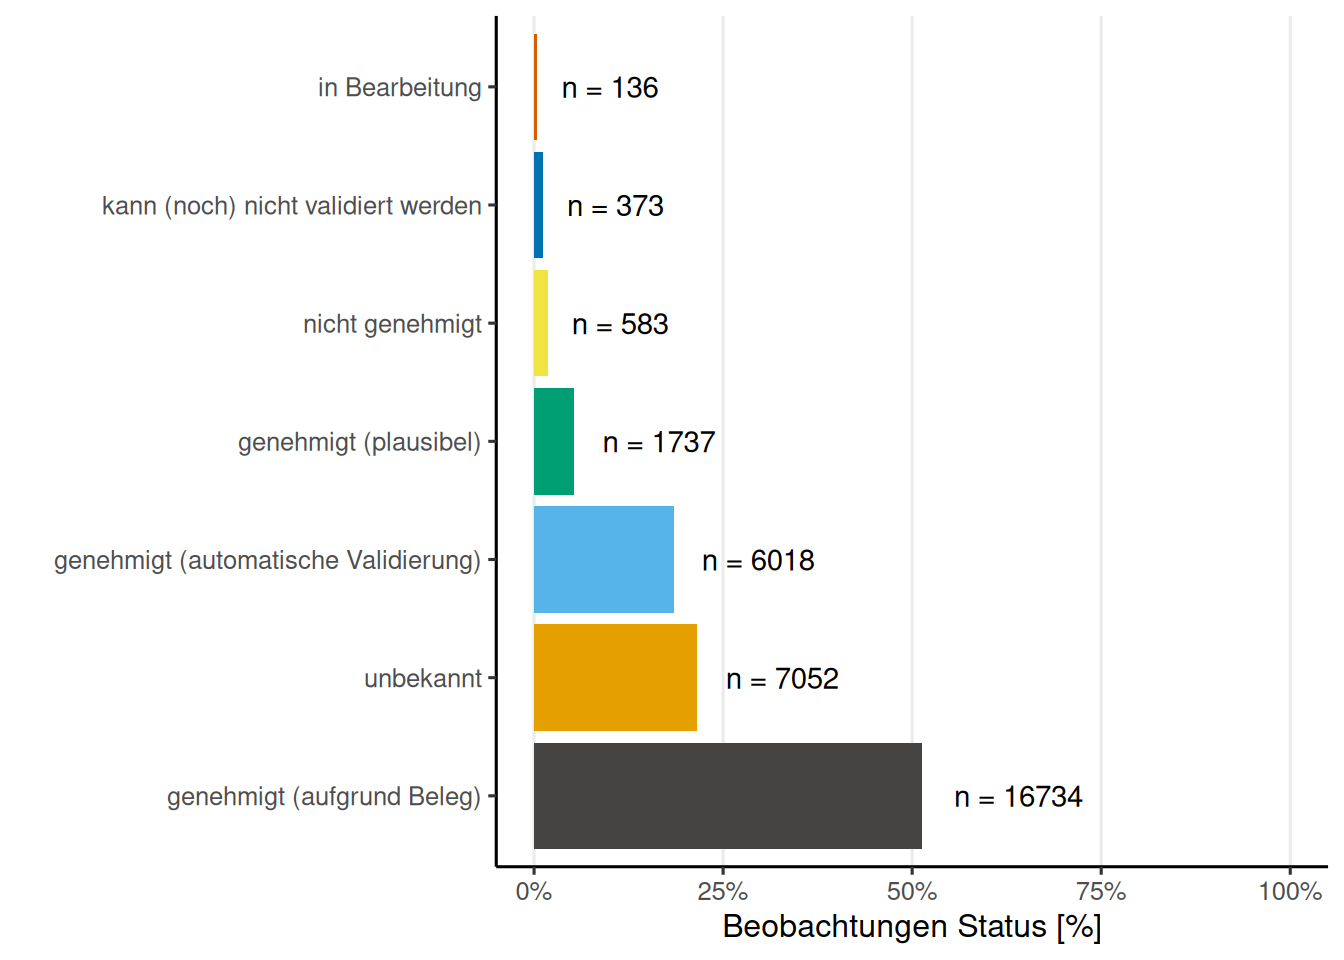 in Bearbeitung n = 136
kann (noch) nicht validiert werden n = 373
nicht genehmigt n = 583
genehmigt (plausibel) n = 1737
genehmigt (automatische Validierung) n = 6018
unbekannt n = 7052
genehmigt (aufgrund Beleg) n = 16734
0% 25% 50% 75% 100%
Beobachtungen Status [%]